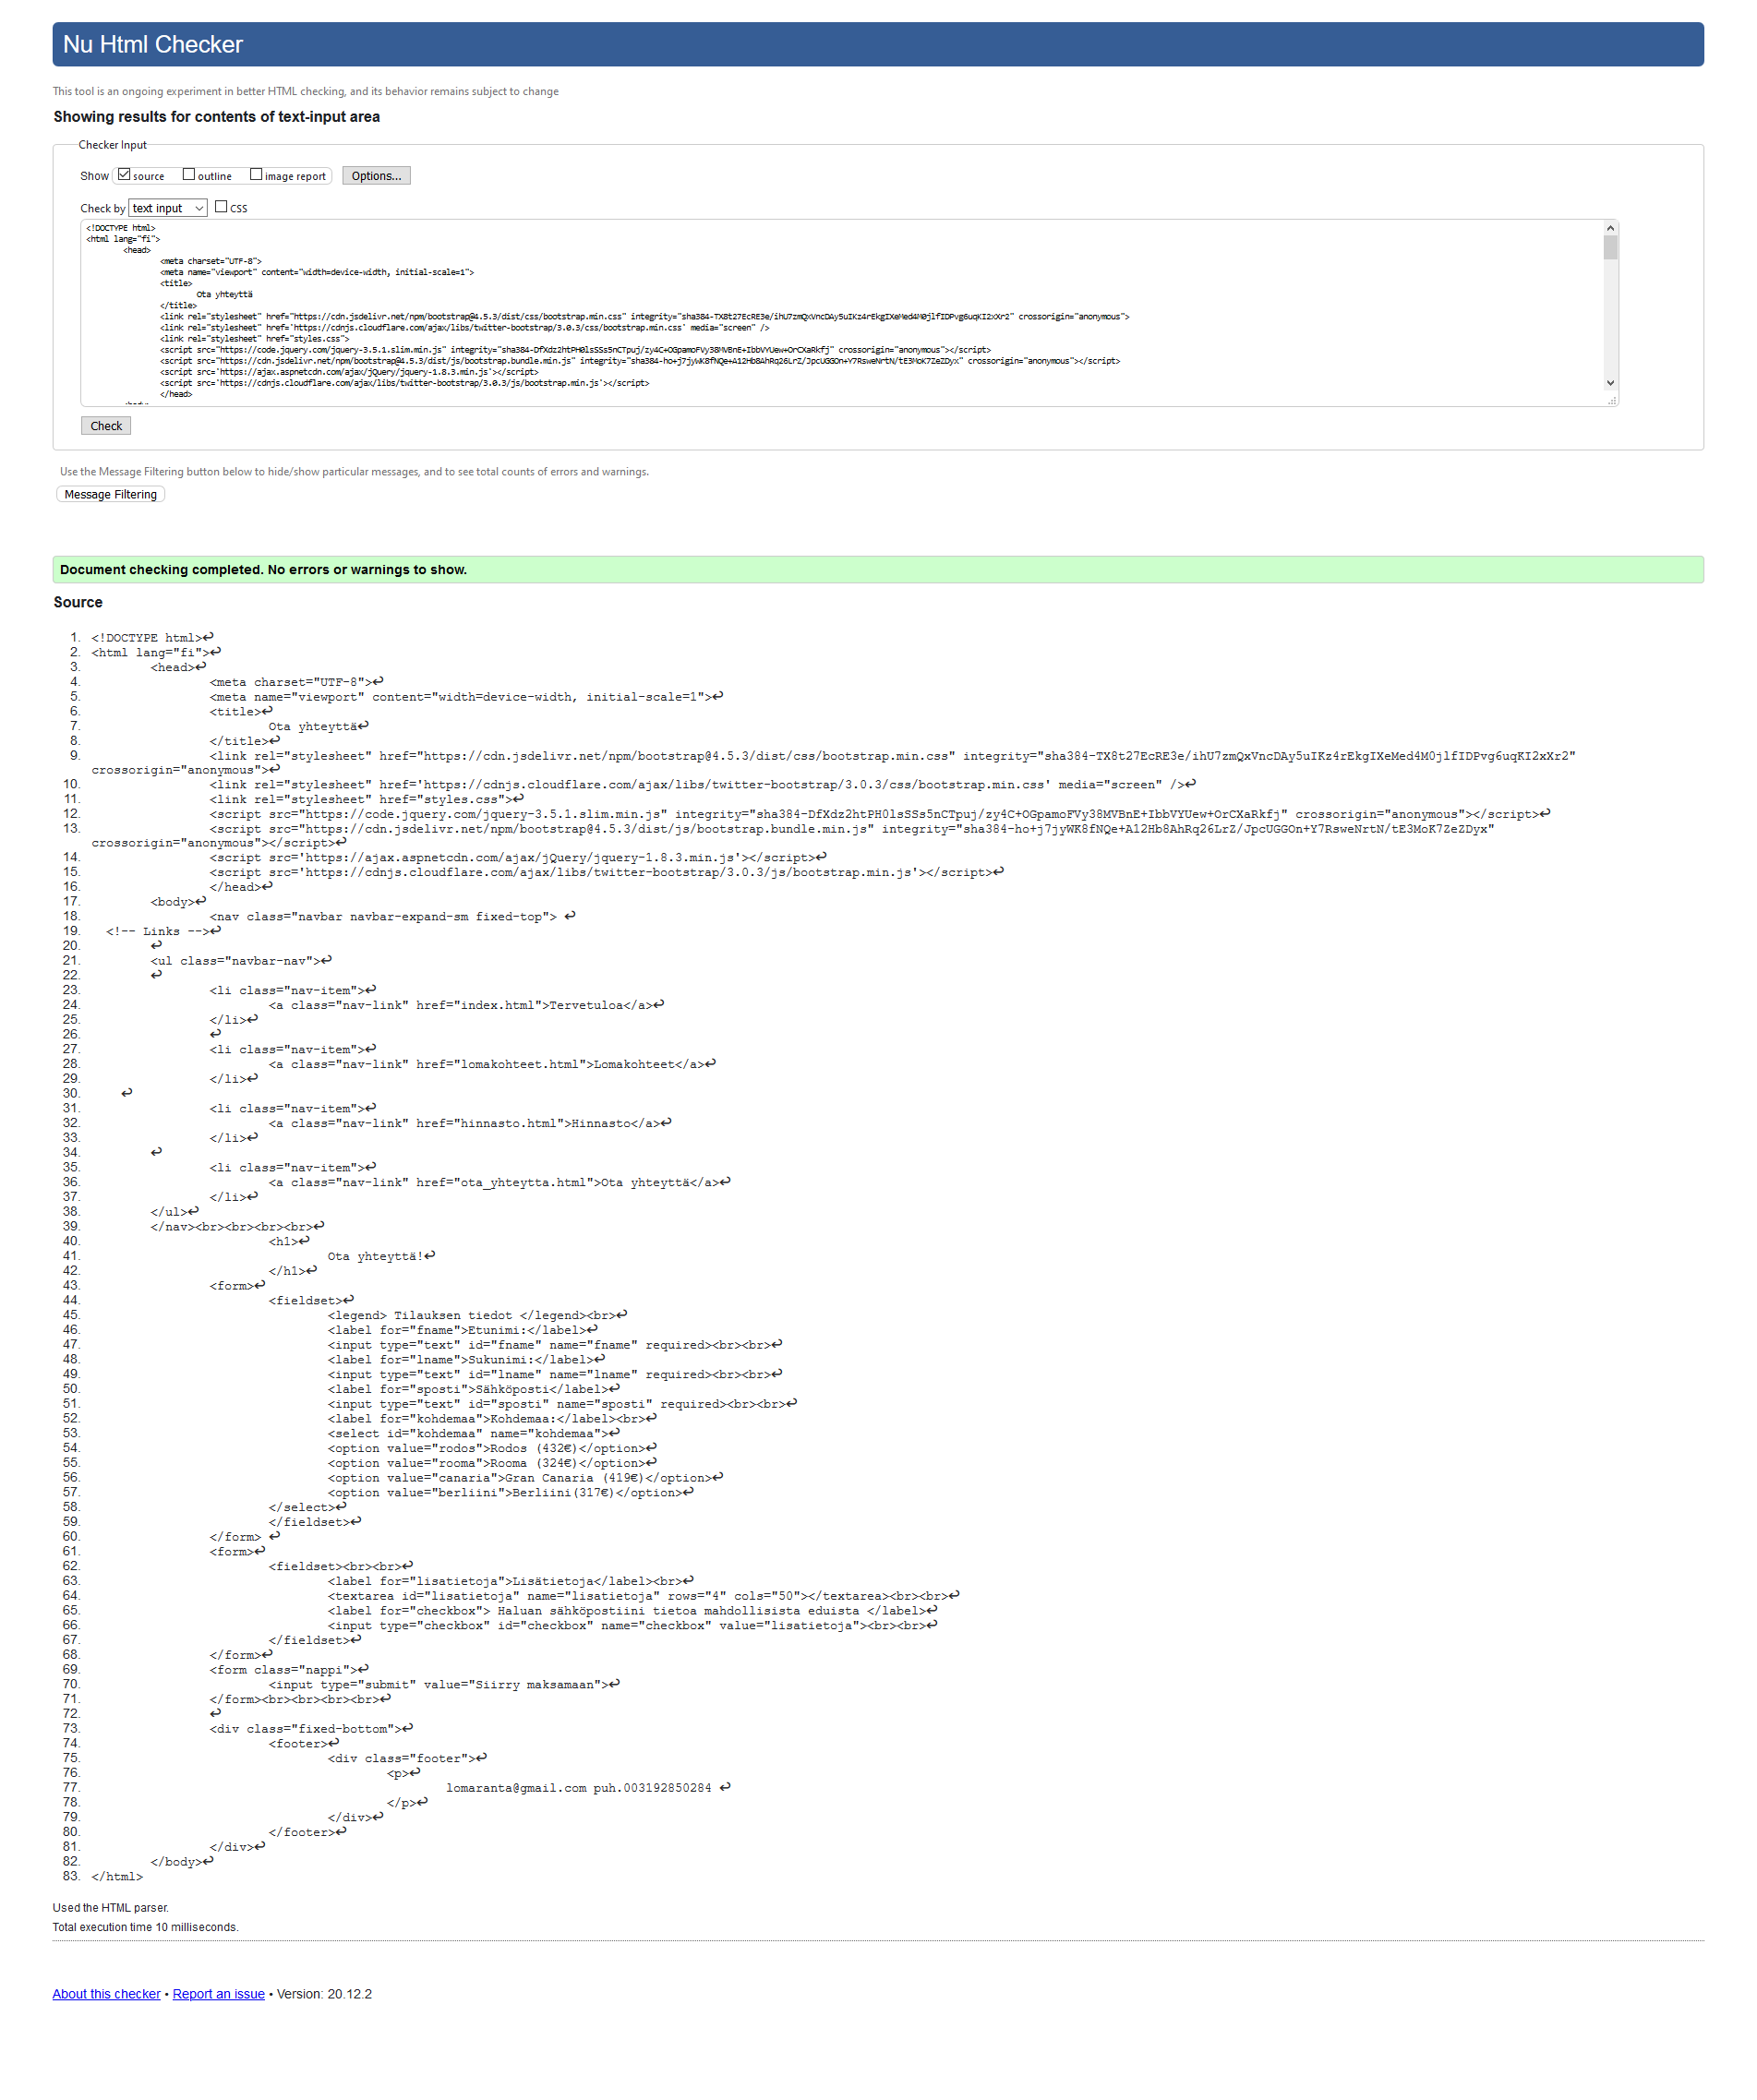 Nu Html Checker
This tool is an ongoing experiment in better HTML checking, and its behavior remains subject to change
Showing results for contents of text-input area
Checker Input
Show source outline image report Options...
Check by text input CSS
<!DOCTYPE html>
<html lang="fi">
<head>
<meta charset="UTF-8">
<meta name="viewport" content="width=device-width, initial-scale=1">
<title>
Ota yhteyttä
</title>
<link rel="stylesheet" href="https://cdn.jsdelivr.net/npm/bootstrap@4.5.3/dist/css/bootstrap.min.css" integrity="sha384-TX8t27EcRE3e/ihU7zmQxVncDAy5uIKz4rEkgIXeMed4M0jlfIDPvg6uqKI2xXr2" crossorigin="anonymous">
<link rel="stylesheet" href='https://cdnjs.cloudflare.com/ajax/libs/twitter-bootstrap/3.0.3/css/bootstrap.min.css' media="screen" />
<link rel="stylesheet" href="styles.css">
<script src="https://code.jquery.com/jquery-3.5.1.slim.min.js" integrity="sha384-DfXdz2htPH0lsSSs5nCTpuj/zy4C+OGpamoFVy38MVBnE+IbbVYUew+OrCXaRkfj" crossorigin="anonymous"></script>
<script src="https://cdn.jsdelivr.net/npm/bootstrap@4.5.3/dist/js/bootstrap.bundle.min.js" integrity="sha384-ho+j7jyWK8fNQe+A12Hb8AhRq26LrZ/JpcUGGOn+Y7RsweNrtN/tE3MoK7ZeZDyx" crossorigin="anonymous"></script>
<script src='https://ajax.aspnetcdn.com/ajax/jQuery/jquery-1.8.3.min.js'></script>
<script src='https://cdnjs.cloudflare.com/ajax/libs/twitter-bootstrap/3.0.3/js/bootstrap.min.js'></script>
</head>
Check
Use the Message Filtering button below to hide/show particular messages, and to see total counts of errors and warnings.
Message Filtering
Document checking completed. No errors or warnings to show.
Source
1. <!DOCTYPE html>↩
2. <html lang="fi">↩
3. <head>↩
4. <meta charset="UTF-8">↩
5. <meta name="viewport" content="width=device-width, initial-scale=1">↩
6. <title>↩
7. Ota yhteyttä↩
8. </title>↩
9. <link rel="stylesheet" href="https://cdn.jsdelivr.net/npm/bootstrap@4.5.3/dist/css/bootstrap.min.css" integrity="sha384-TX8t27EcRE3e/ihU7zmQxVncDAy5uIKz4rEkgIXeMed4M0jlfIDPvg6uqKI2xXr2"
crossorigin="anonymous">↩
10. <link rel="stylesheet" href='https://cdnjs.cloudflare.com/ajax/libs/twitter-bootstrap/3.0.3/css/bootstrap.min.css' media="screen" />↩
11. <link rel="stylesheet" href="styles.css">↩
12. <script src="https://code.jquery.com/jquery-3.5.1.slim.min.js" integrity="sha384-DfXdz2htPH0lsSSs5nCTpuj/zy4C+OGpamoFVy38MVBnE+IbbVYUew+OrCXaRkfj" crossorigin="anonymous"></script>↩
13. <script src="https://cdn.jsdelivr.net/npm/bootstrap@4.5.3/dist/js/bootstrap.bundle.min.js" integrity="sha384-ho+j7jyWK8fNQe+A12Hb8AhRq26LrZ/JpcUGGOn+Y7RsweNrtN/tE3MoK7ZeZDyx"
crossorigin="anonymous"></script>↩
14. <script src='https://ajax.aspnetcdn.com/ajax/jQuery/jquery-1.8.3.min.js'></script>↩
15. <script src='https://cdnjs.cloudflare.com/ajax/libs/twitter-bootstrap/3.0.3/js/bootstrap.min.js'></script>↩
16. </head>↩
17. <body>↩
18. <nav class="navbar navbar-expand-sm fixed-top"> ↩
19. <!-- Links -->↩
20. ↩
21. <ul class="navbar-nav">↩
22. ↩
23. <li class="nav-item">↩
24. <a class="nav-link" href="index.html">Tervetuloa</a>↩
25. </li>↩
26. ↩
27. <li class="nav-item">↩
28. <a class="nav-link" href="lomakohteet.html">Lomakohteet</a>↩
29. </li>↩
30. ↩
31. <li class="nav-item">↩
32. <a class="nav-link" href="hinnasto.html">Hinnasto</a>↩
33. </li>↩
34. ↩
35. <li class="nav-item">↩
36. <a class="nav-link" href="ota_yhteytta.html">Ota yhteyttä</a>↩
37. </li>↩
38. </ul>↩
39. </nav><br><br><br><br>↩
40. <h1>↩
41. Ota yhteyttä!↩
42. </h1>↩
43. <form>↩
44. <fieldset>↩
45. <legend> Tilauksen tiedot </legend><br>↩
46. <label for="fname">Etunimi:</label>↩
47. <input type="text" id="fname" name="fname" required><br><br>↩
48. <label for="lname">Sukunimi:</label>↩
49. <input type="text" id="lname" name="lname" required><br><br>↩
50. <label for="sposti">Sähköposti</label>↩
51. <input type="text" id="sposti" name="sposti" required><br><br>↩
52. <label for="kohdemaa">Kohdemaa:</label><br>↩
53. <select id="kohdemaa" name="kohdemaa">↩
54. <option value="rodos">Rodos (432€)</option>↩
55. <option value="rooma">Rooma (324€)</option>↩
56. <option value="canaria">Gran Canaria (419€)</option>↩
57. <option value="berliini">Berliini(317€)</option>↩
58. </select>↩
59. </fieldset>↩
60. </form> ↩
61. <form>↩
62. <fieldset><br><br>↩
63. <label for="lisatietoja">Lisätietoja</label><br>↩
64. <textarea id="lisatietoja" name="lisatietoja" rows="4" cols="50"></textarea><br><br>↩
65. <label for="checkbox"> Haluan sähköpostiini tietoa mahdollisista eduista </label>↩
66. <input type="checkbox" id="checkbox" name="checkbox" value="lisatietoja"><br><br>↩
67. </fieldset>↩
68. </form>↩
69. <form class="nappi">↩
70. <input type="submit" value="Siirry maksamaan">↩
71. </form><br><br><br><br>↩
72. ↩
73. <div class="fixed-bottom">↩
74. <footer>↩
75. <div class="footer">↩
76. <p>↩
77. lomaranta@gmail.com puh.003192850284 ↩
78. </p>↩
79. </div>↩
80. </footer>↩
81. </div>↩
82. </body>↩
83. </html>
Used the HTML parser.
Total execution time 10 milliseconds.
About this checker • Report an issue • Version: 20.12.2